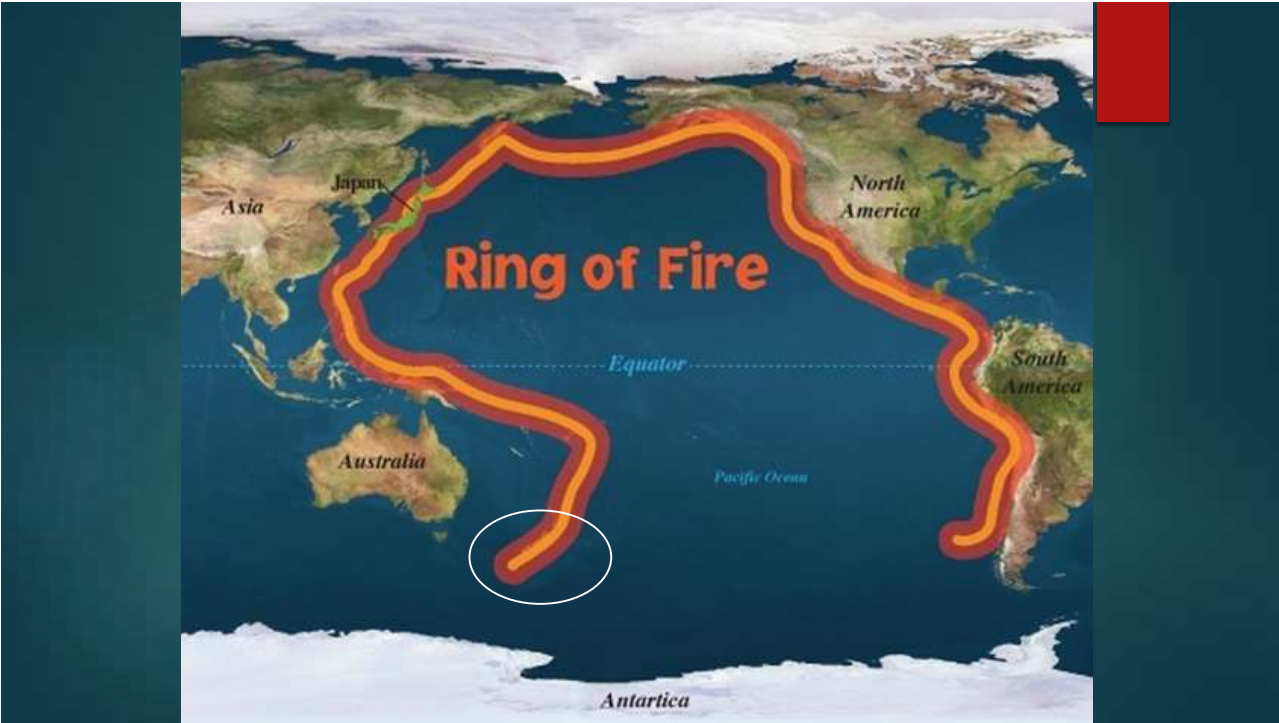 Japan
Asia
North
America
Ring of Fire
Equator
South
America
Australia
Pacific Ocean
Antartica